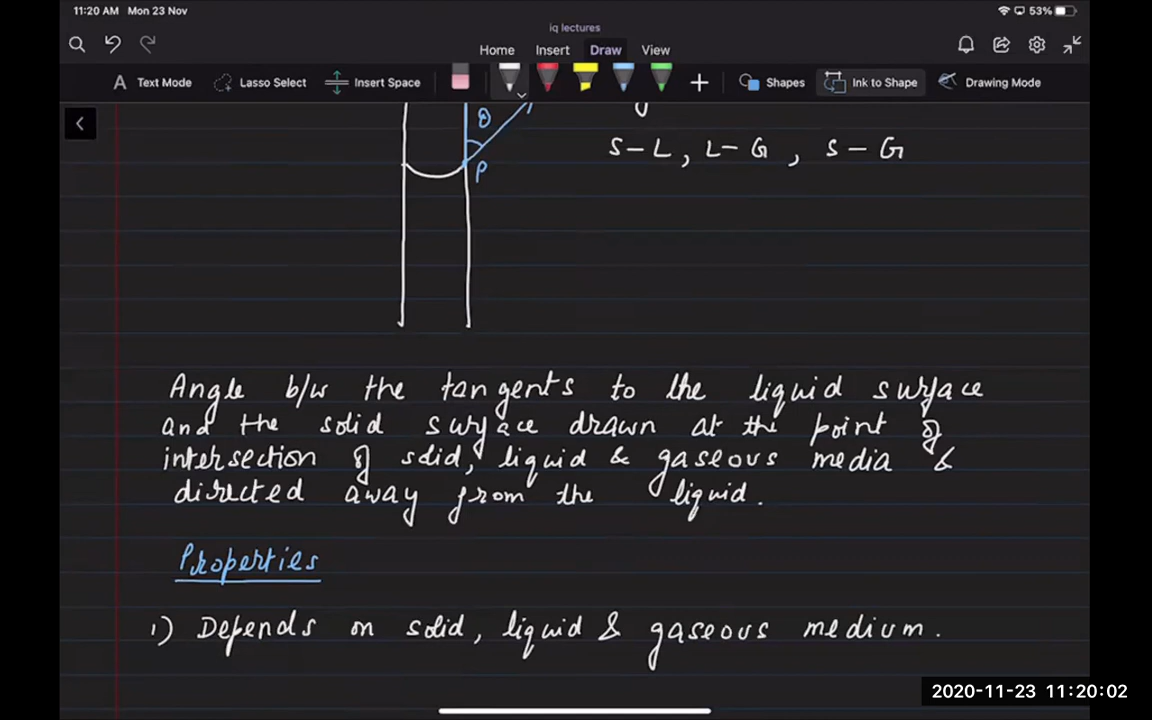 11:20 AM Mon 23 Nov
53%
iq lectures
Home Insert Draw View
Text Mode Lasso Select Insert Space Shapes Ink to Shape Drawing Mode
θ
P
S-L, L-G, S-G
Angle b/w the tangents to the liquid surface
and the solid surface drawn at the point of
intersection of solid, liquid & gaseous media &
directed away from the liquid.
Properties
1) Depends on solid, liquid & gaseous medium.
2020-11-23 11:20:02